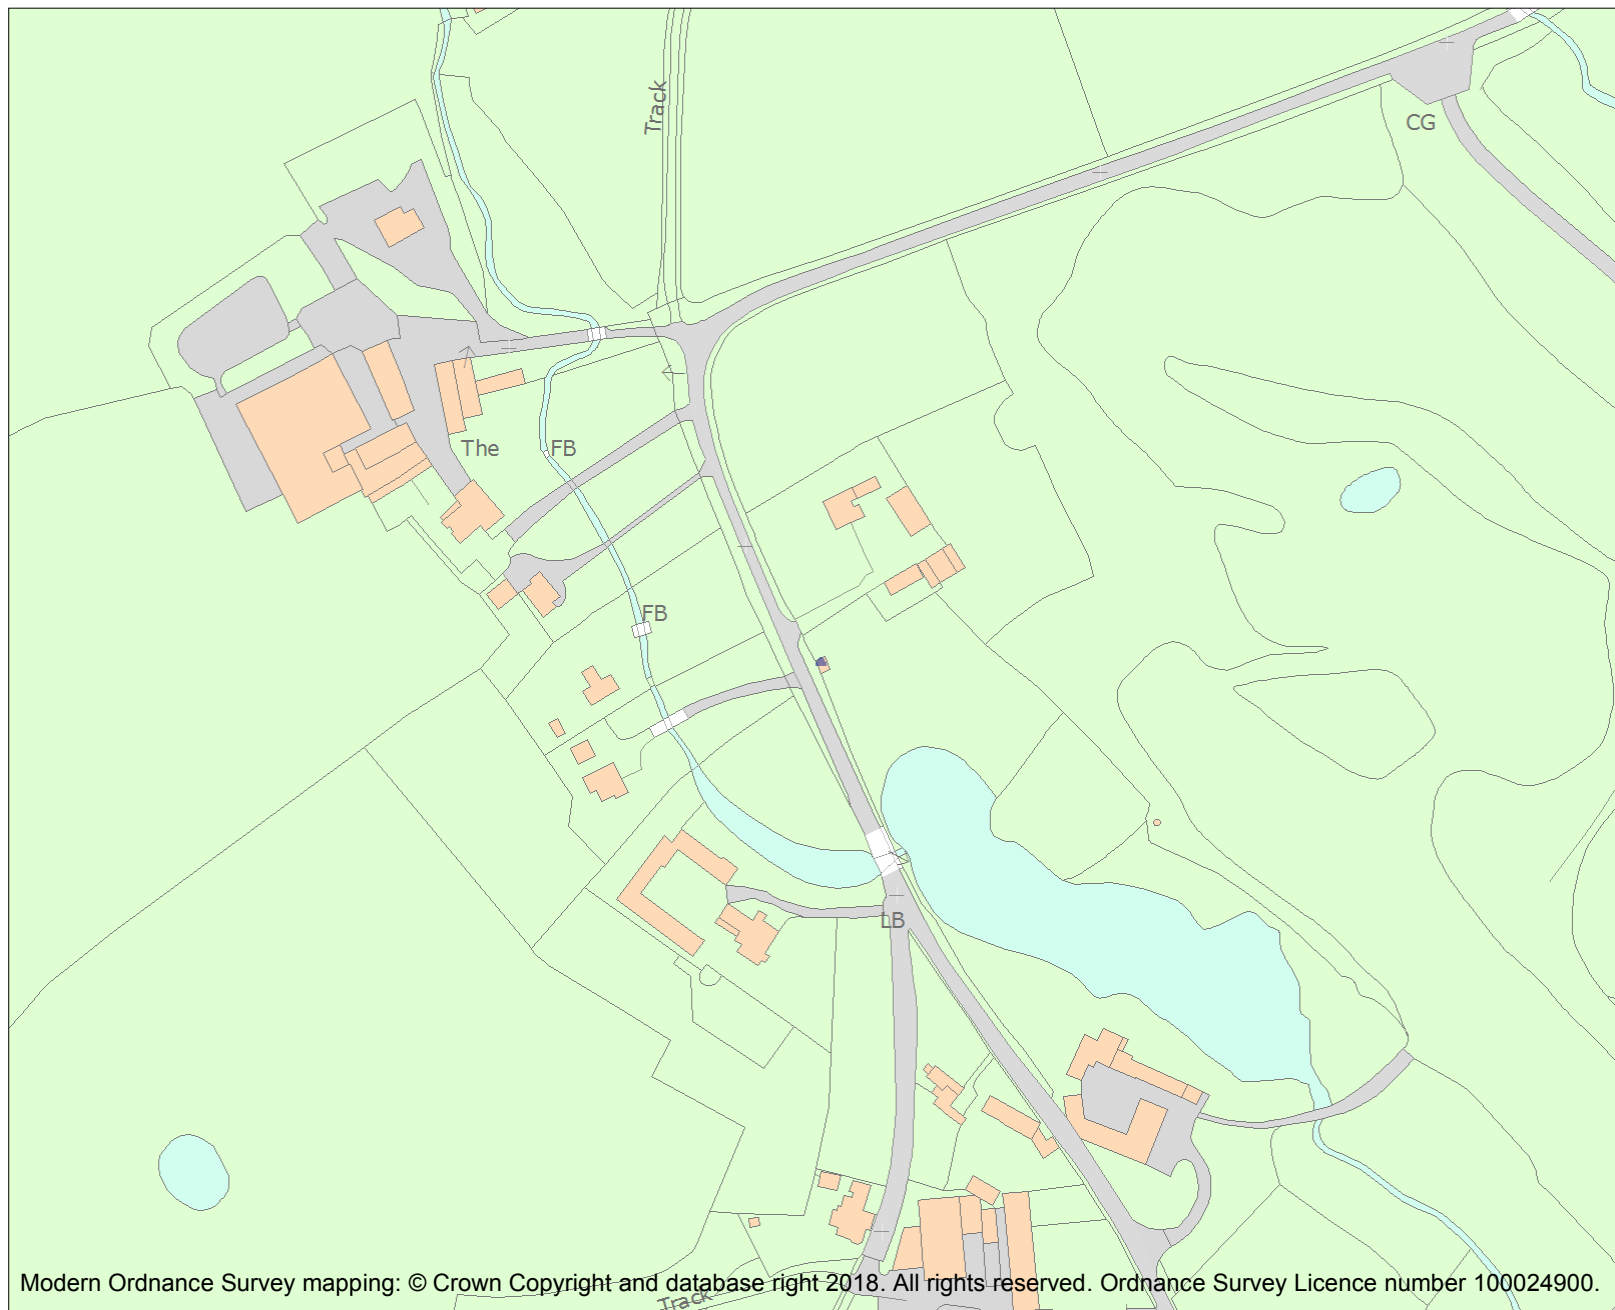 Track
CG
The
FB
FB
LB
Track
Modern Ordnance Survey mapping: © Crown Copyright and database right 2018. All rights reserved. Ordnance Survey Licence number 100024900.